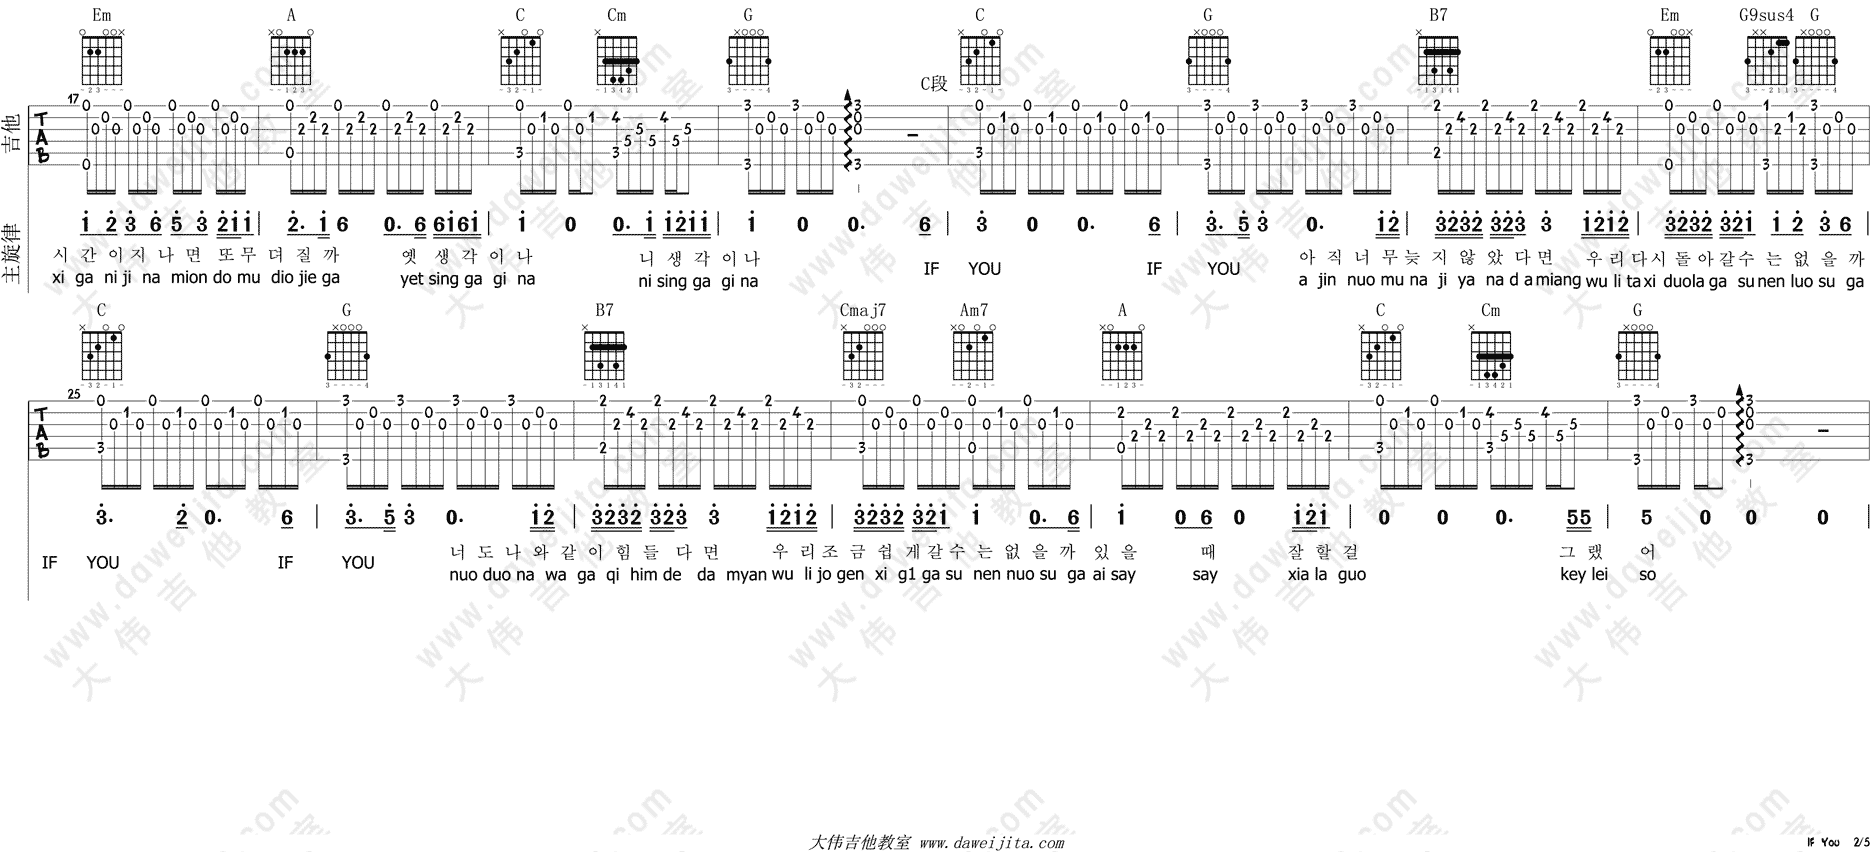 Em A C Cm G C G B7 Em G9sus4 G
C段
17
吉他
TAB
主旋律
시 간 이 지 나 면 또 무 뎌 질 까 옛 생 각 이 나 니 생 각 이 나 IF YOU IF YOU 아 직 너 무 늦 지 않 았 다 면 우 리 다 시 돌 아 갈 수 는 없 을 까
xi ga ni ji na mion do mu dio jie ga yet sing ga gi na ni sing ga gi na a jin nuo mu na ji ya na d a miang wu li ta xi duola ga su nen luo su ga
C G B7 Cmaj7 Am7 A C Cm G
25
TAB
IF YOU IF YOU 너 도 나 와 같 이 힘 들 다 면 우 리 조 금 쉽 게 갈 수 는 없 을 까 있 을 때 잘 할 걸 그 랬 어
nuo duo na wa ga qi him de da myan wu li jo gen xi g1 ga su nen nuo su ga ai say say xia la guo key lei so
大伟吉他教室 www.daweijita.com
IF You 2/5